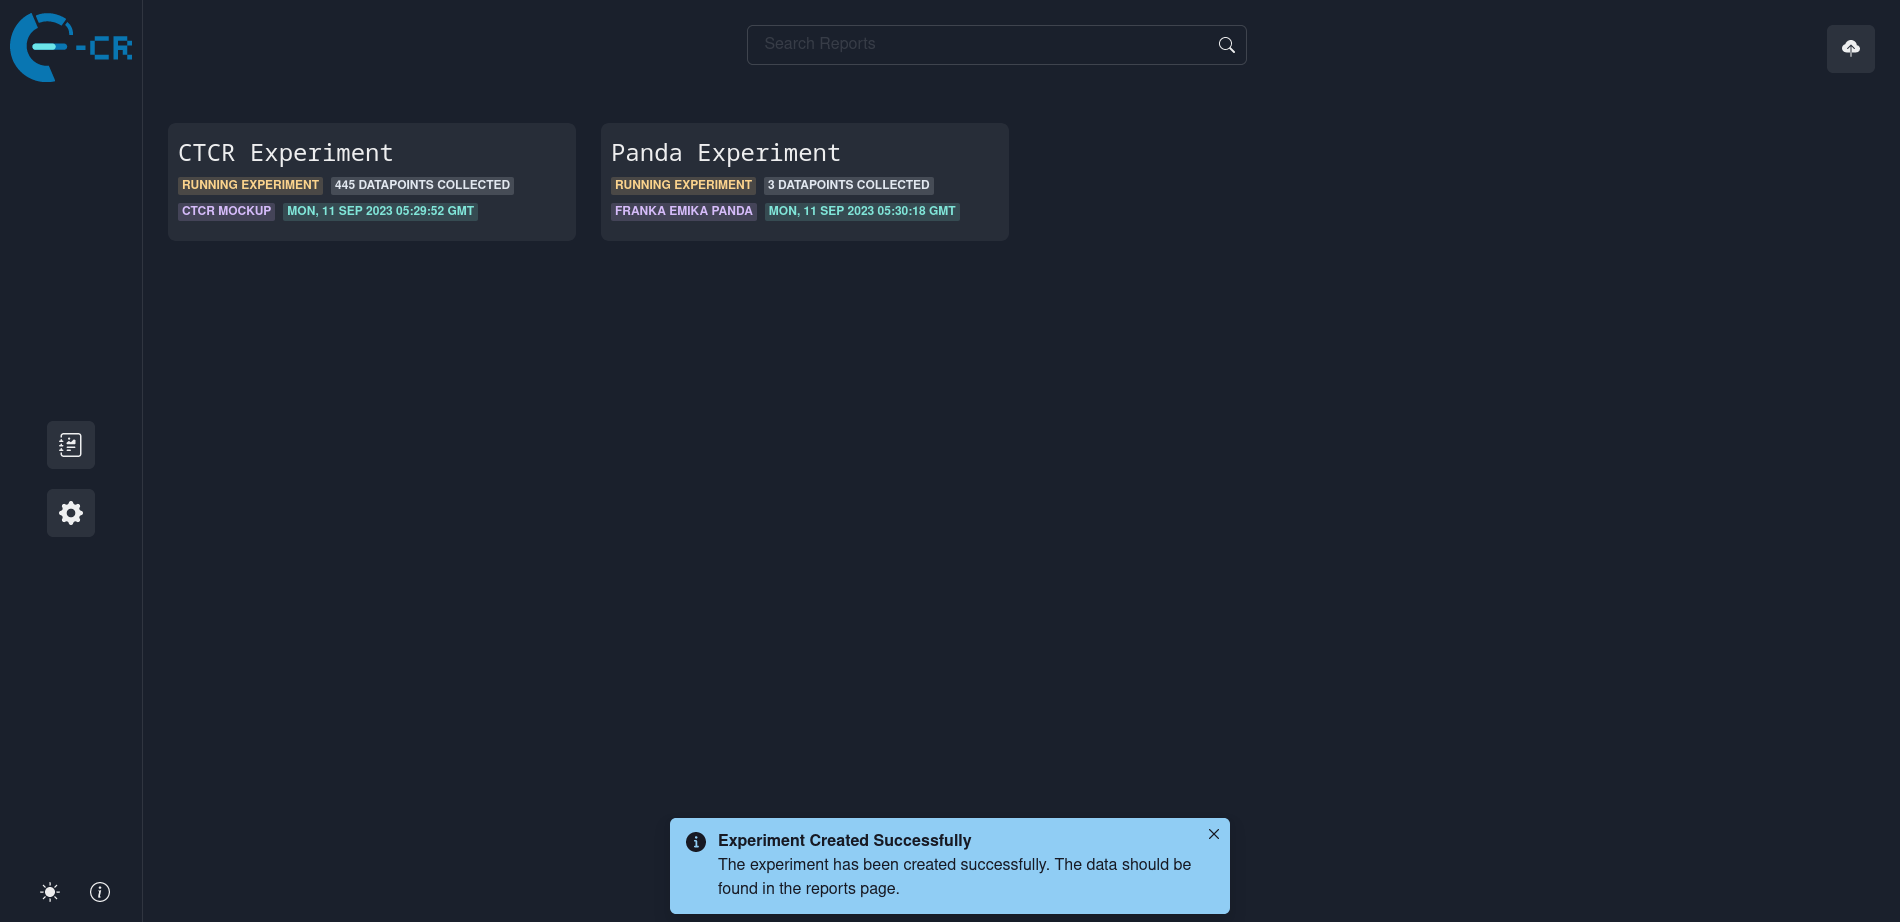 -CR
Search Reports
CTCR Experiment
RUNNING EXPERIMENT 445 DATAPOINTS COLLECTED
CTCR MOCKUP MON, 11 SEP 2023 05:29:52 GMT
Panda Experiment
RUNNING EXPERIMENT 3 DATAPOINTS COLLECTED
FRANKA EMIKA PANDA MON, 11 SEP 2023 05:30:18 GMT
Experiment Created Successfully
The experiment has been created successfully. The data should be
found in the reports page.